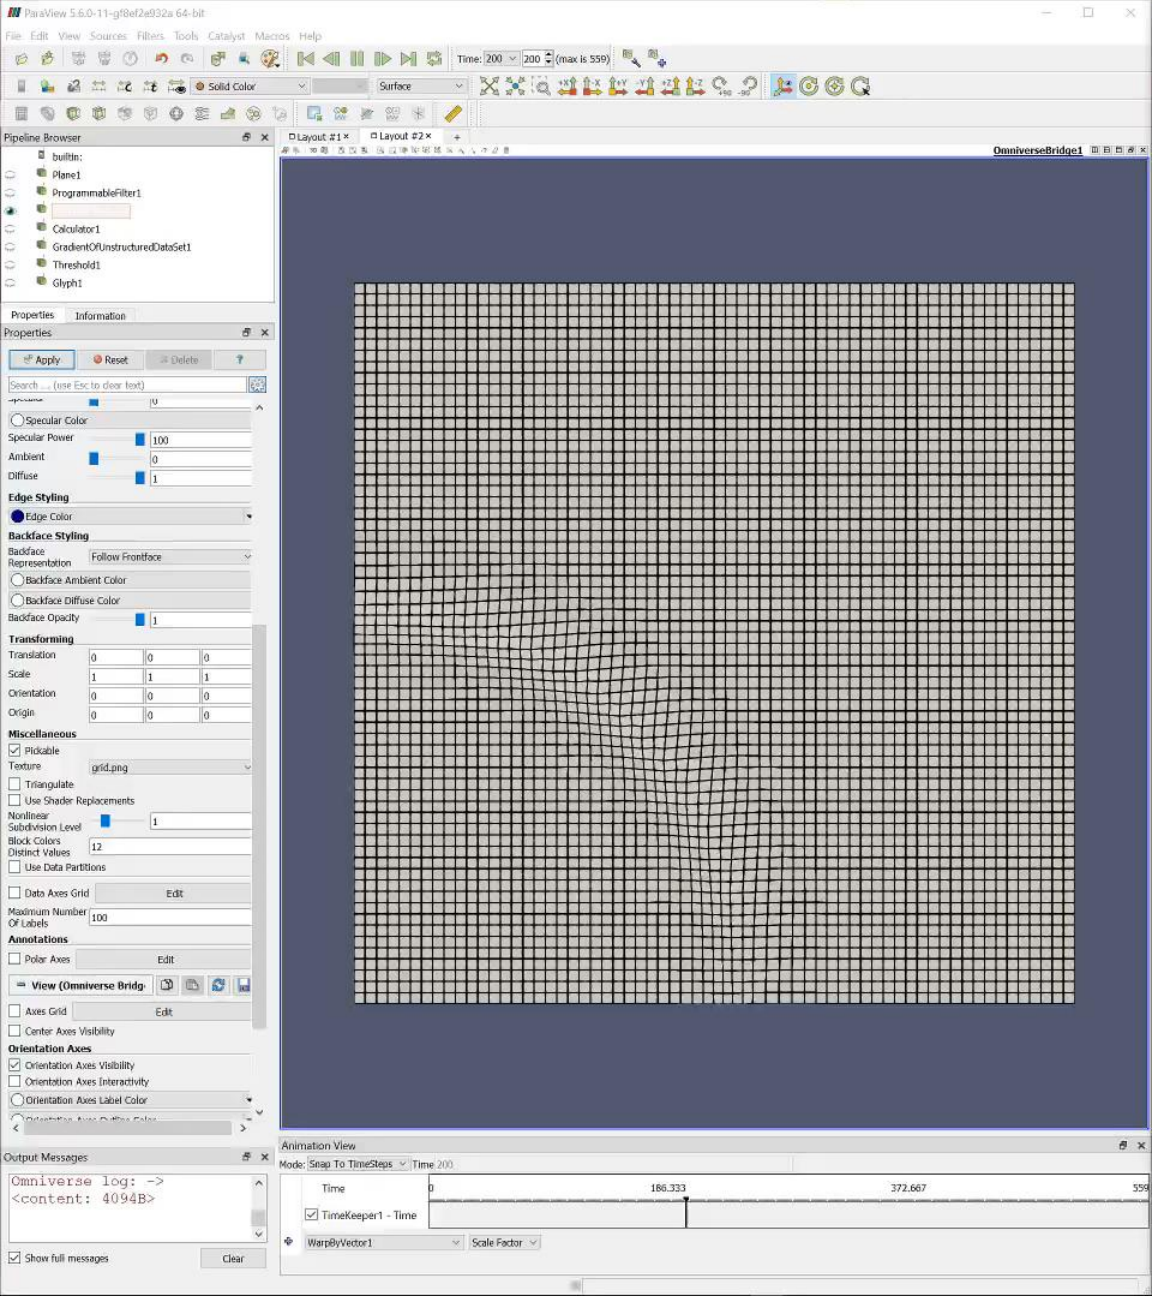 ParaView 5.6.0-11-gf8ef2e932a 64-bit
File Edit View Sources Filters Tools Catalyst Macros Help
Time: 200 200 (max is 559)
Solid Color Surface
Pipeline Browser
Layout #1 Layout #2
OmniverseBridge1
builtin:
Plane1
ProgrammableFilter1
Calculator1
GradientOfUnstructuredDataSet1
Threshold1
Glyph1
Properties Information
Properties
Apply Reset Delete ?
Search ... (use Esc to clear text)
Specular 0
Specular Color
Specular Power 100
Ambient 0
Diffuse 1
Edge Styling
Edge Color
Backface Styling
Backface
Representation Follow Frontface
Backface Ambient Color
Backface Diffuse Color
Backface Opacity 1
Transforming
Translation 0 0 0
Scale 1 1 1
Orientation 0 0 0
Origin 0 0 0
Miscellaneous
Pickable
Texture grid.png
Triangulate
Use Shader Replacements
Nonlinear
Subdivision Level 1
Block Colors
Distinct Values 12
Use Data Partitions
Data Axes Grid Edit
Maximum Number
Of Labels 100
Annotations
Polar Axes Edit
View (Omniverse Bridg
Axes Grid Edit
Center Axes Visibility
Orientation Axes
Orientation Axes Visibility
Orientation Axes Interactivity
Orientation Axes Label Color
Orientation Axes Outline Color
Output Messages
Omniverse log: ->
<content: 4094B>
Show full messages Clear
Animation View
Mode: Snap To TimeSteps Time 200
Time 0 186.333 372.667 559
TimeKeeper1 - Time
WarpByVector1 Scale Factor